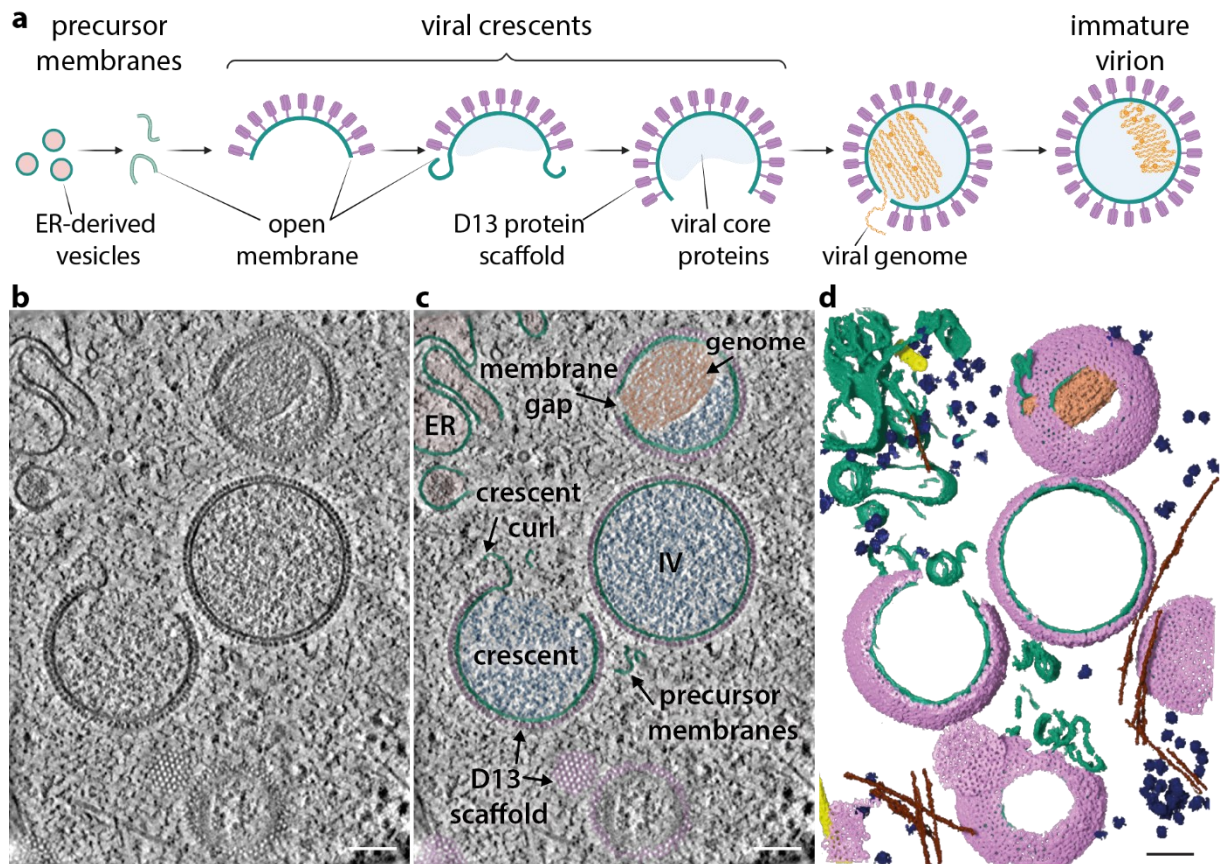 a
precursor
membranes
viral crescents
immature
virion
ER-derived
vesicles
open
membrane
D13 protein
scaffold
viral core
proteins
viral genome
b
c
d
genome
membrane
gap
ER
crescent
curl
IV
crescent
precursor
membranes
D13
scaffold